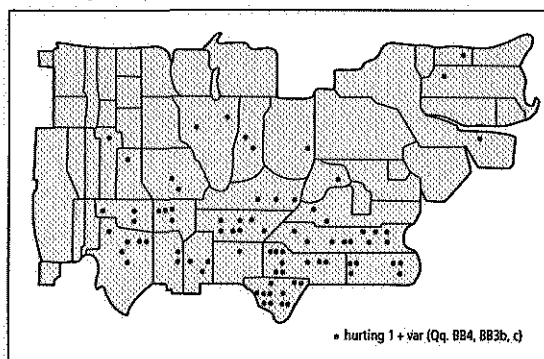 • hurting 1 + var (Qq. BB4, BB3b, c)